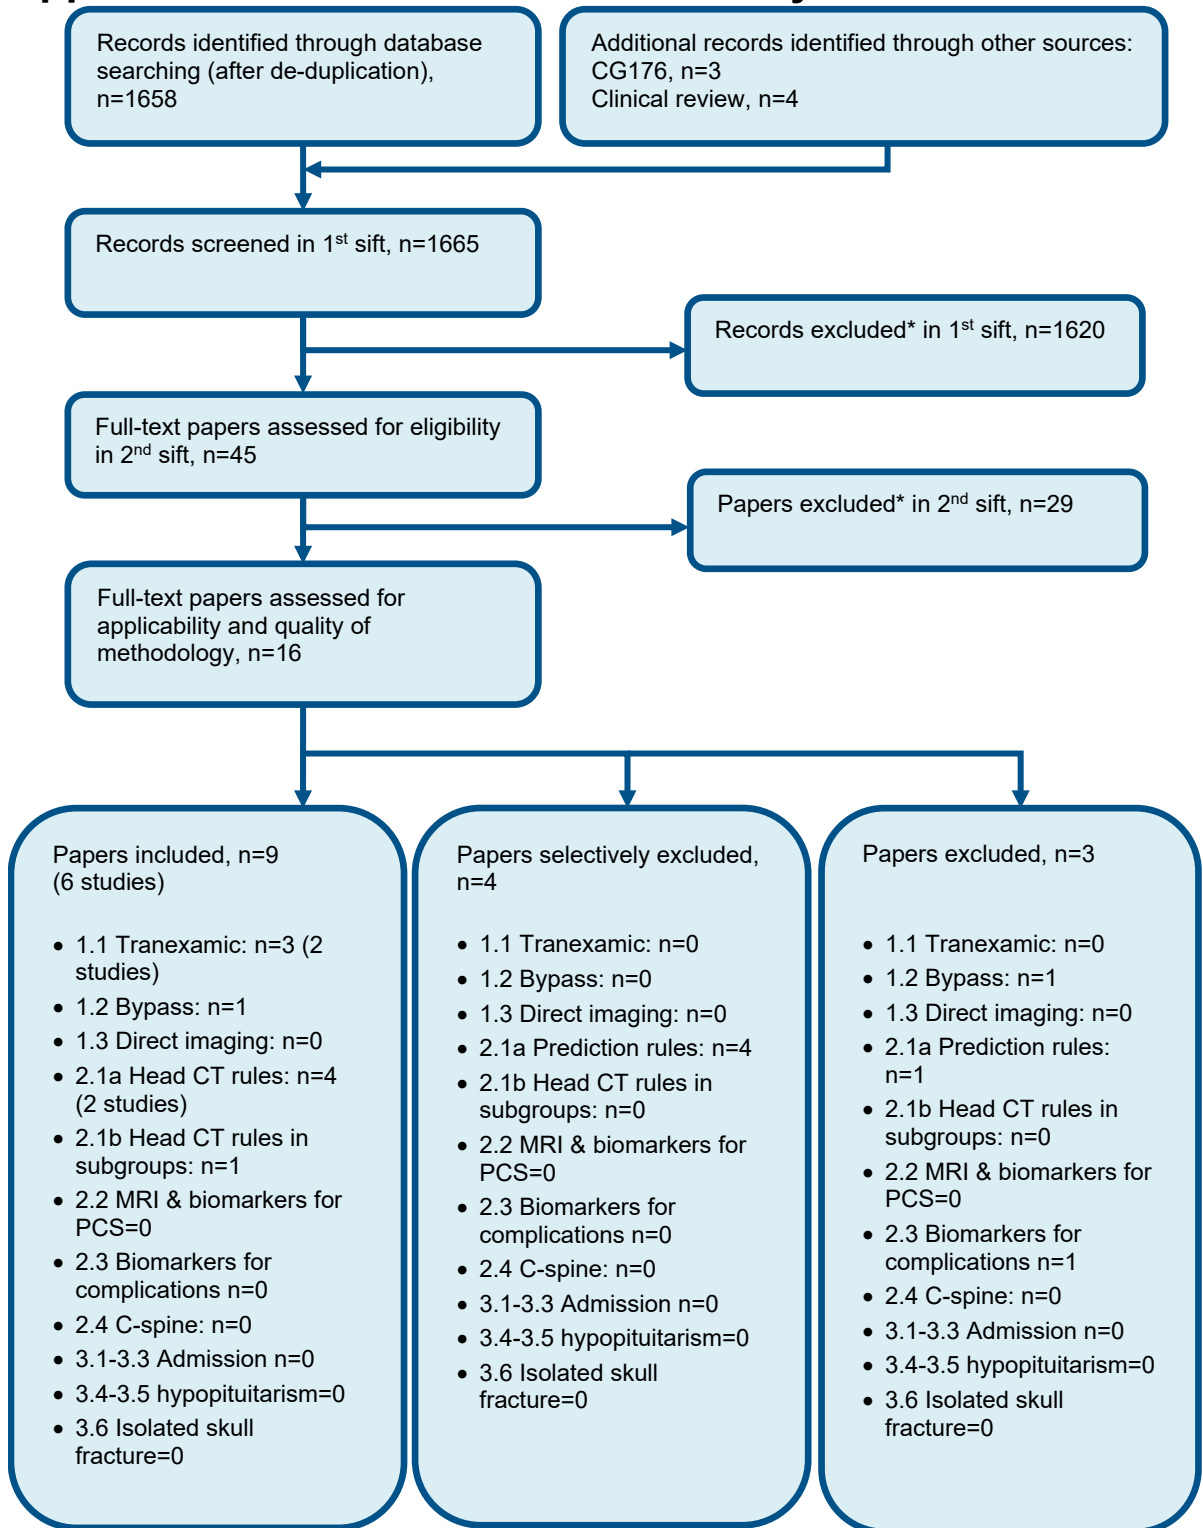 Records identified through database
searching (after de-duplication),
n=1658
Additional records identified through other sources:
CG176, n=3
Clinical review, n=4
Records screened in 1st sift, n=1665
Records excluded* in 1st sift, n=1620
Full-text papers assessed for eligibility
in 2nd sift, n=45
Papers excluded* in 2nd sift, n=29
Full-text papers assessed for
applicability and quality of
methodology, n=16
Papers included, n=9
(6 studies)
• 1.1 Tranexamic: n=3 (2
studies)
• 1.2 Bypass: n=1
• 1.3 Direct imaging: n=0
• 2.1a Head CT rules: n=4
(2 studies)
• 2.1b Head CT rules in
subgroups: n=1
• 2.2 MRI & biomarkers for
PCS=0
• 2.3 Biomarkers for
complications n=0
• 2.4 C-spine: n=0
• 3.1-3.3 Admission n=0
• 3.4-3.5 hypopituitarism=0
• 3.6 Isolated skull
fracture=0
Papers selectively excluded,
n=4
• 1.1 Tranexamic: n=0
• 1.2 Bypass: n=0
• 1.3 Direct imaging: n=0
• 2.1a Prediction rules: n=4
• 2.1b Head CT rules in
subgroups: n=0
• 2.2 MRI & biomarkers for
PCS=0
• 2.3 Biomarkers for
complications n=0
• 2.4 C-spine: n=0
• 3.1-3.3 Admission n=0
• 3.4-3.5 hypopituitarism=0
• 3.6 Isolated skull
fracture=0
Papers excluded, n=3
• 1.1 Tranexamic: n=0
• 1.2 Bypass: n=1
• 1.3 Direct imaging: n=0
• 2.1a Prediction rules:
n=1
• 2.1b Head CT rules in
subgroups: n=0
• 2.2 MRI & biomarkers for
PCS=0
• 2.3 Biomarkers for
complications n=1
• 2.4 C-spine: n=0
• 3.1-3.3 Admission n=0
• 3.4-3.5 hypopituitarism=0
• 3.6 Isolated skull
fracture=0